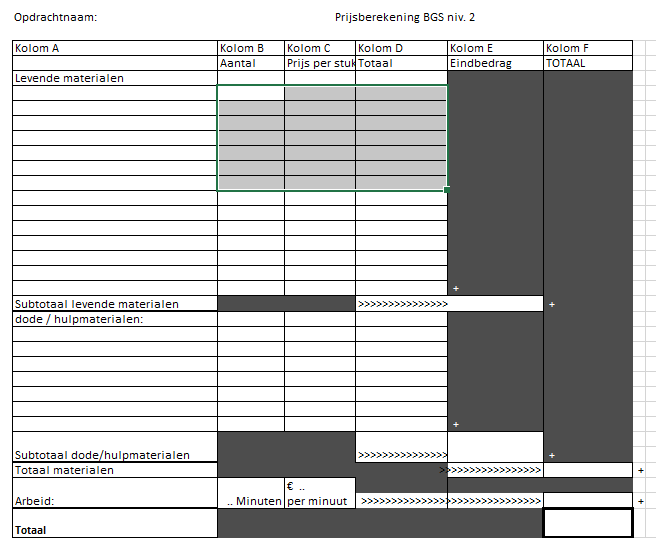 Opdrachtnaam: Prijsberekening BGS niv. 2
Kolom A Kolom B Kolom C Kolom D Kolom E Kolom F
Aantal Prijs per stuk Totaal Eindbedrag TOTAAL
Levende materialen
+
Subtotaal levende materialen >>>>>>>>>>>>>>> +
dode / hulpmaterialen:
+
Subtotaal dode/hulpmaterialen >>>>>>>>>>>>>>> +
Totaal materialen >>>>>>>>>>>>>>>>> +
€ ..
Arbeid: .. Minuten per minuut >>>>>>>>>>>>>>>>>>>>>>>>>>>>>> +
Totaal